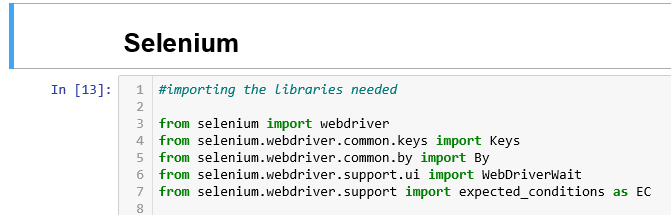 Selenium
In [13]:
1 #importing the libraries needed
2
3 from selenium import webdriver
4 from selenium.webdriver.common.keys import Keys
5 from selenium.webdriver.common.by import By
6 from selenium.webdriver.support.ui import WebDriverWait
7 from selenium.webdriver.support import expected_conditions as EC
8